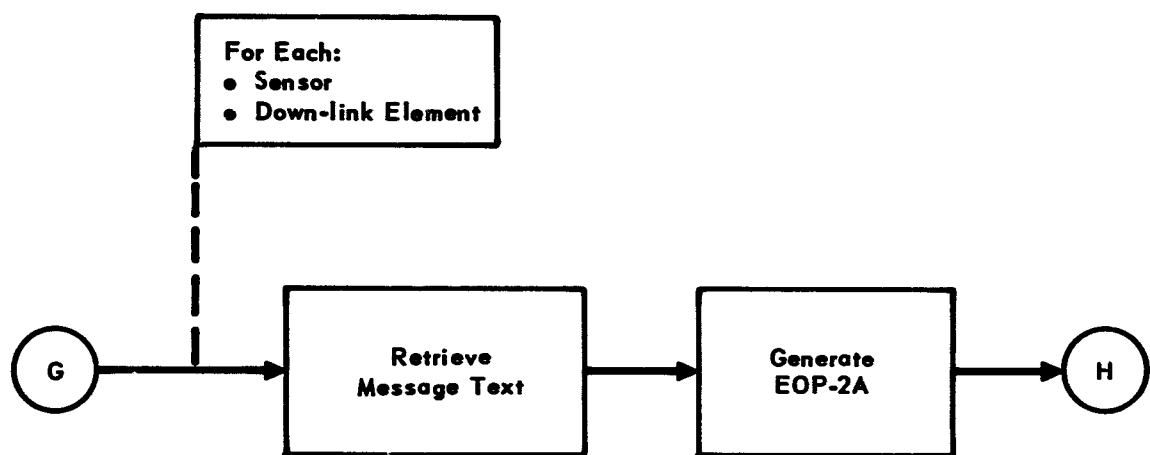 For Each:
• Sensor
• Down-link Element
G
Retrieve
Message Text
Generate
EOP-2A
H